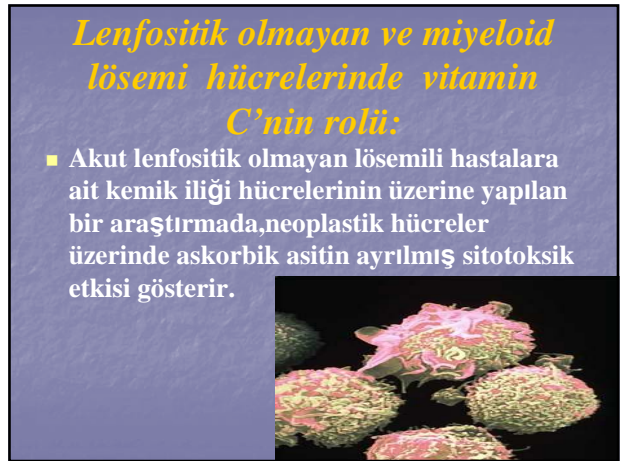 Lenfositik olmayan ve miyeloid
lösemi hücrelerinde vitamin
C’nin rolü:
Akut lenfositik olmayan lösemili hastalara
ait kemik iliği hücrelerinin üzerine yapılan
bir araştırmada,neoplastik hücreler
üzerinde askorbik asitin ayrılmış sitotoksik
etkisi gösterir.